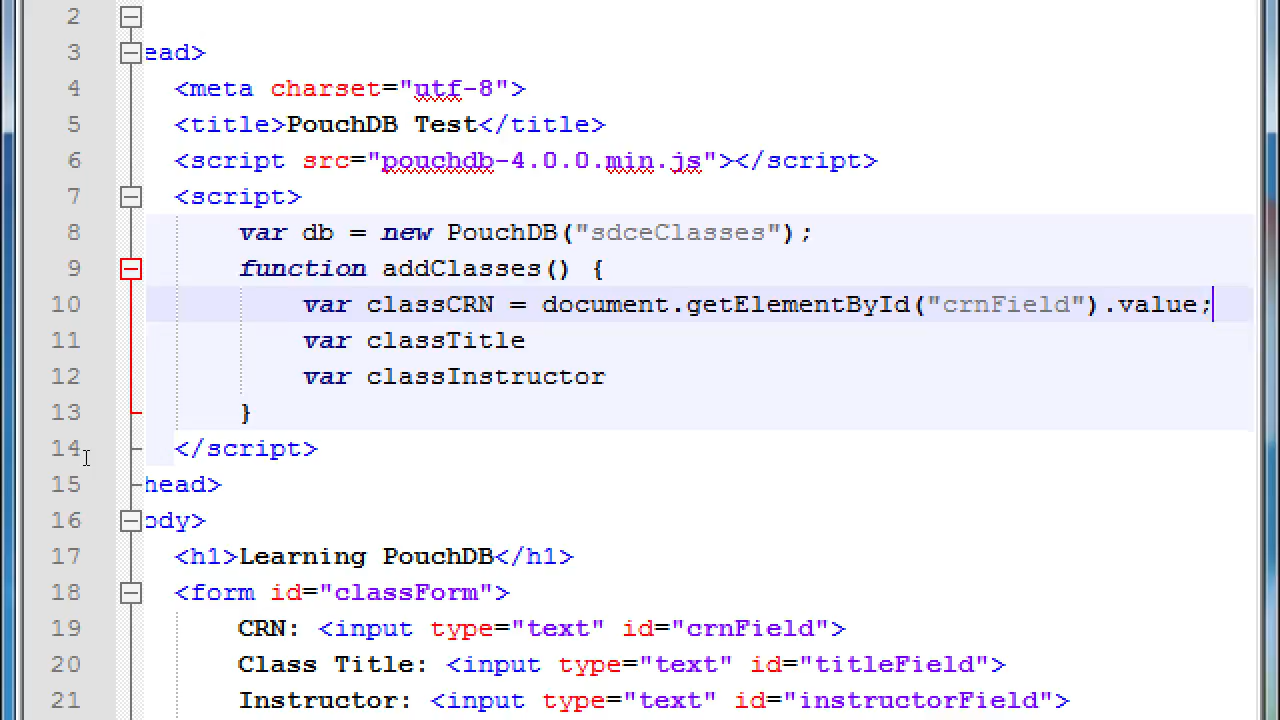 2
3 ead>
4 <meta charset="utf-8">
5 <title>PouchDB Test</title>
6 <script src="pouchdb-4.0.0.min.js"></script>
7 <script>
8 var db = new PouchDB("sdceClasses");
9 function addClasses() {
10 var classCRN = document.getElementById("crnField").value;
11 var classTitle
12 var classInstructor
13 }
14 </script>
15 head>
16 ody>
17 <h1>Learning PouchDB</h1>
18 <form id="classForm">
19 CRN: <input type="text" id="crnField">
20 Class Title: <input type="text" id="titleField">
21 Instructor: <input type="text" id="instructorField">